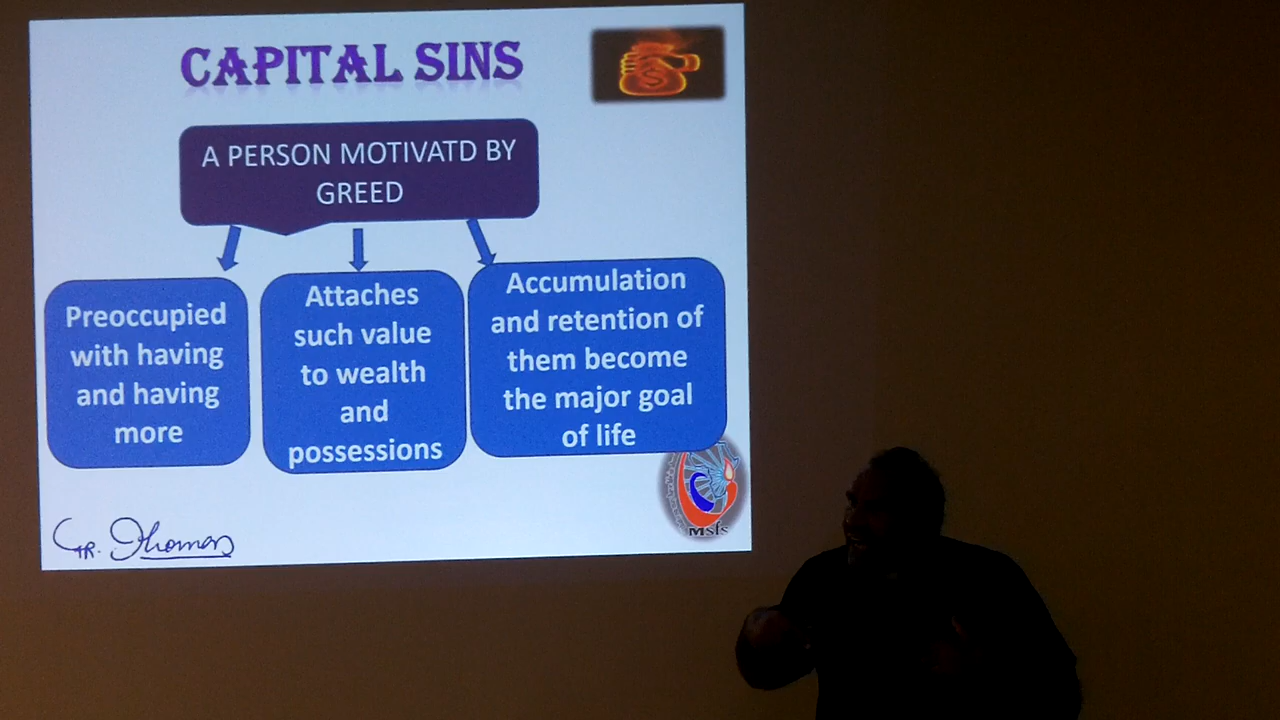 CAPITAL SINS
$
A PERSON MOTIVATD BY
GREED
Preoccupied
with having
and having
more
Attaches
such value
to wealth
and
possessions
Accumulation
and retention of
them become
the major goal
of life
Msfs
Thomas